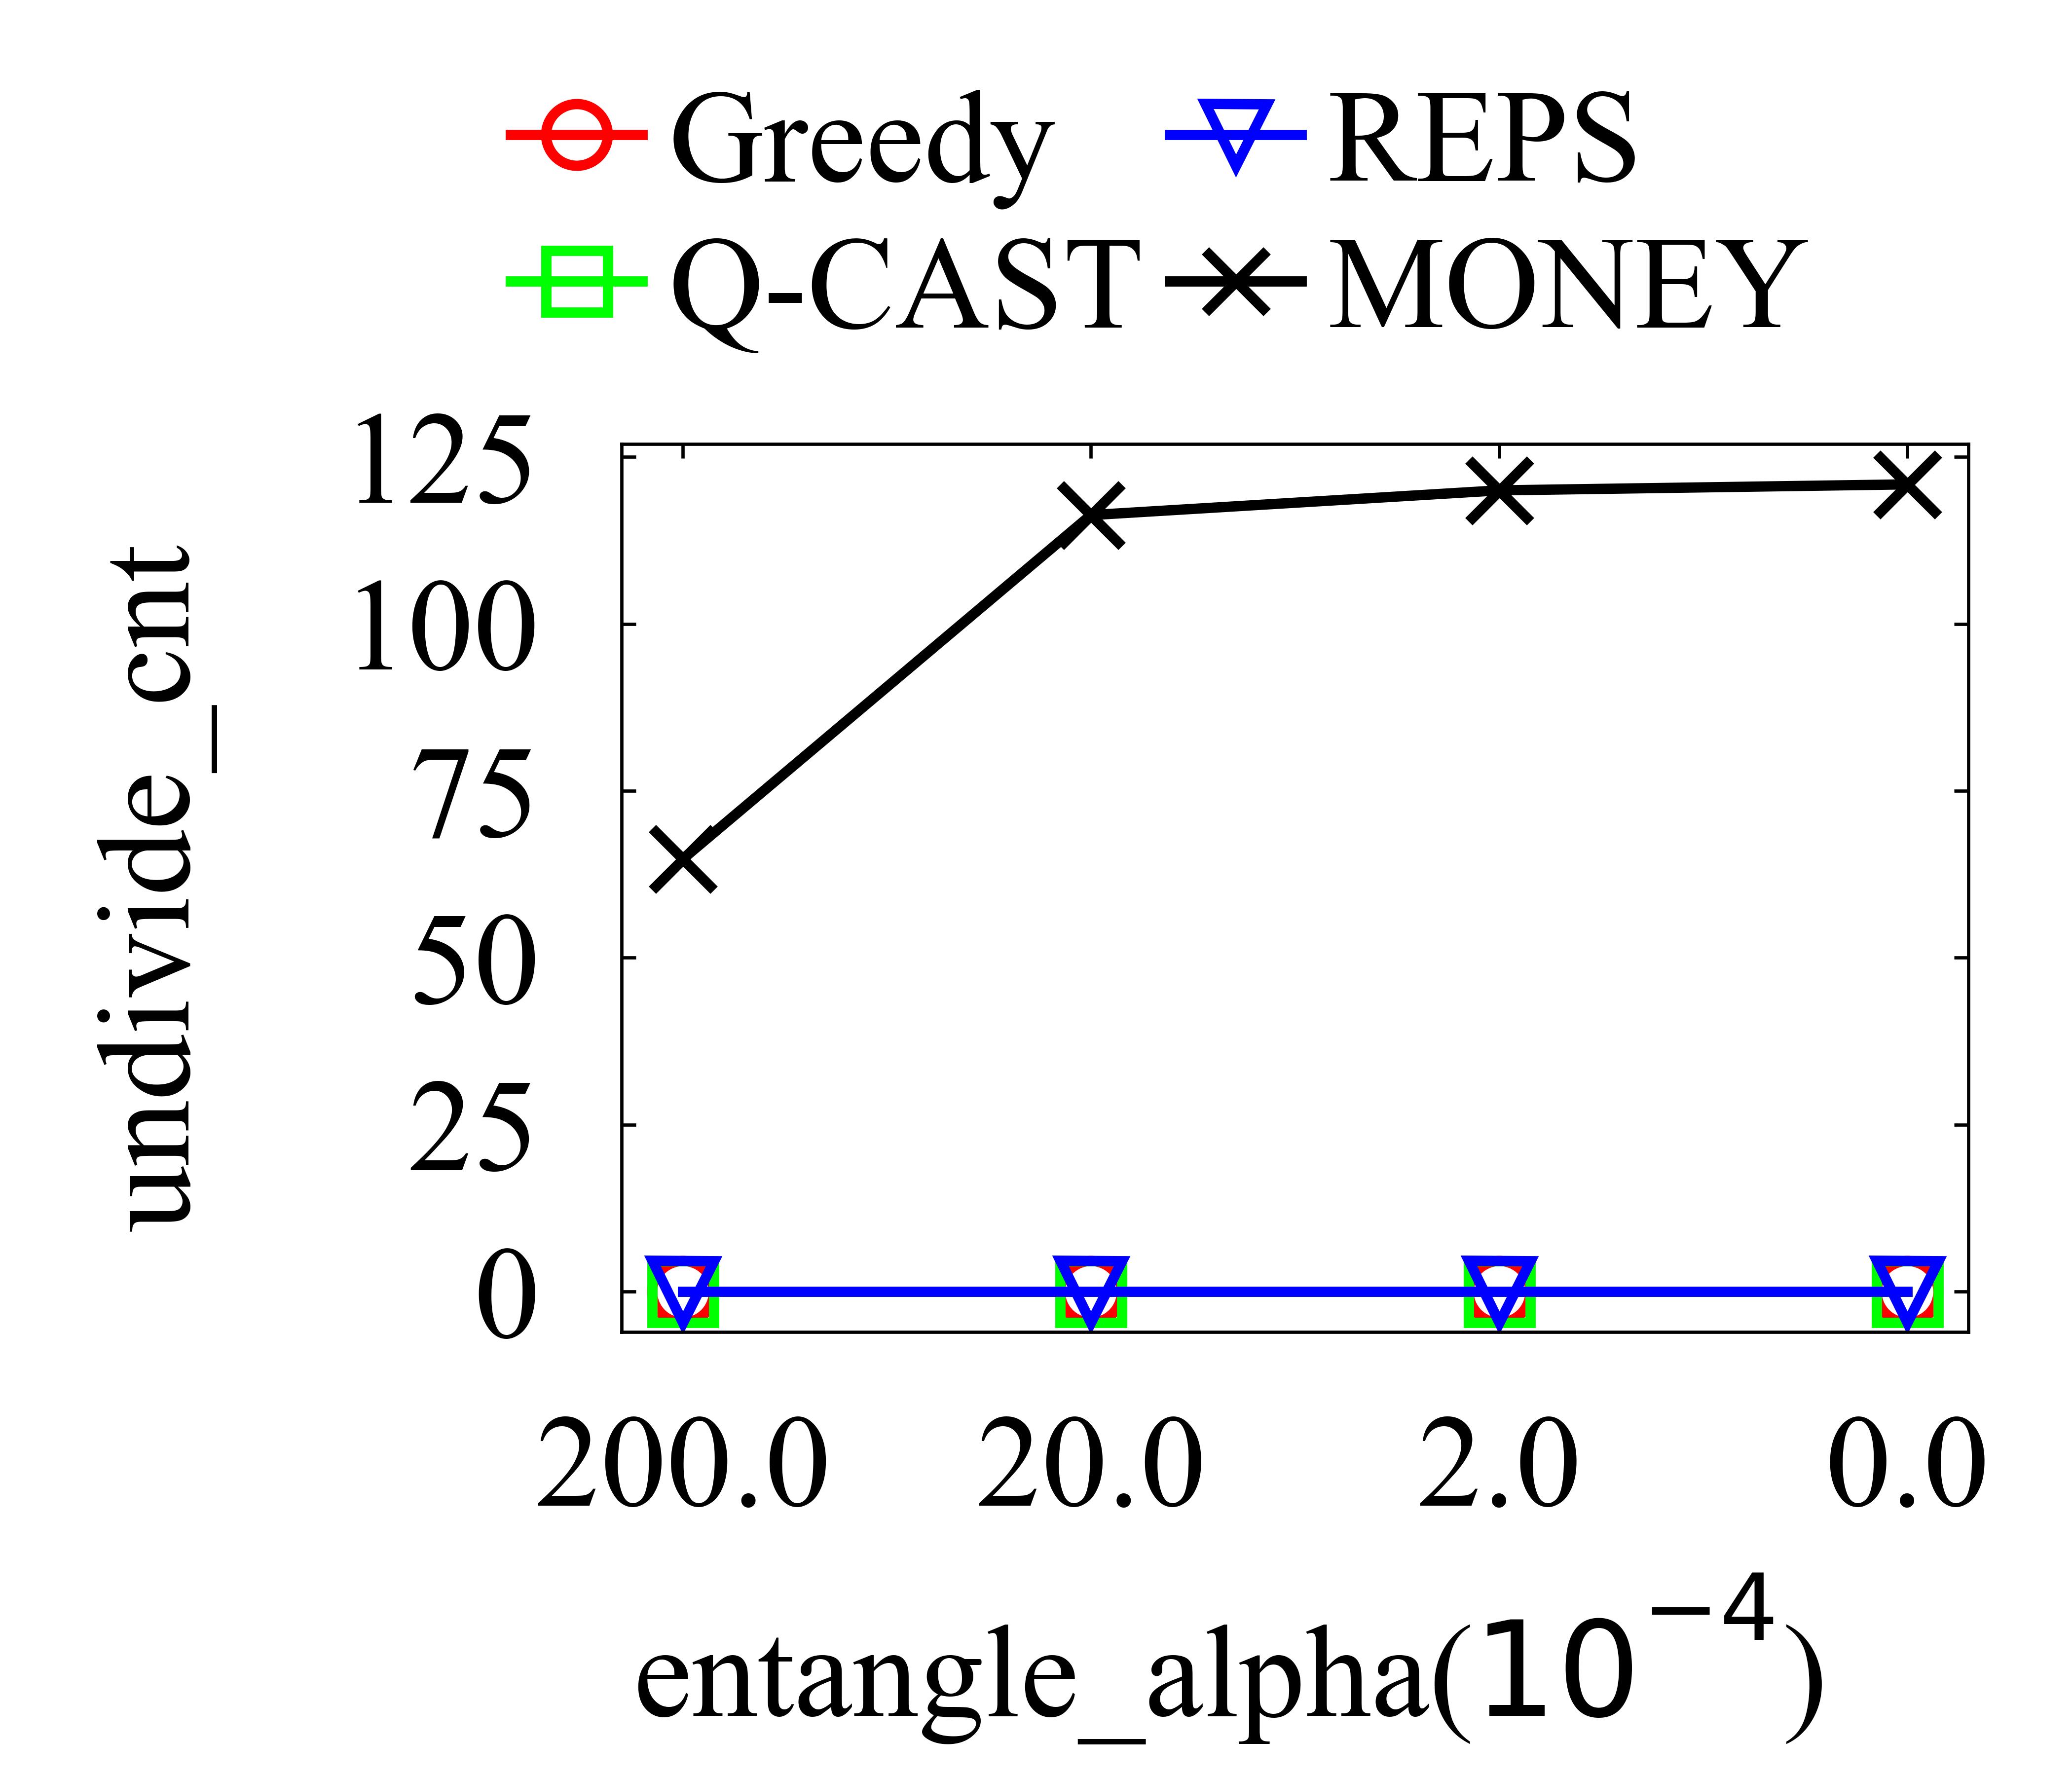 Greedy REPS
Q-CAST MONEY
undivide_cnt
125
100
75
50
25
0
200.0 20.0 2.0 0.0
entangle_alpha(10⁻⁴)